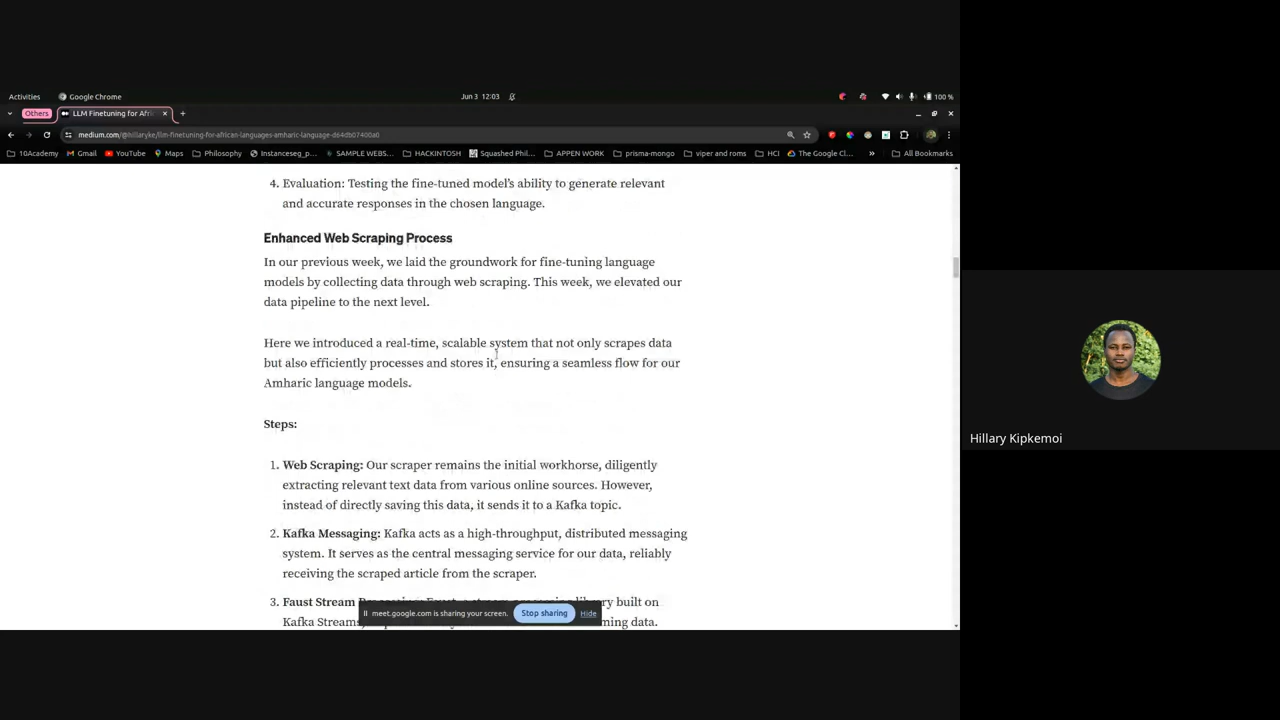 Activities
Google Chrome
Jun 3 12:03
100 %
Others
LLM Finetuning for Afri
medium.com/@hillaryke/llm-finetuning-for-african-languages-amharic-language-d64db07400a0
10Academy
Gmail
YouTube
Maps
Philosophy
Instanceseg_p...
SAMPLE WEBS...
HACKINTOSH
Squashed Phil...
APPEN WORK
prisma-mongo
viper and roms
HCI
The Google Cl...
All Bookmarks
4. Evaluation: Testing the fine-tuned model's ability to generate relevant
and accurate responses in the chosen language.
Enhanced Web Scraping Process
In our previous week, we laid the groundwork for fine-tuning language
models by collecting data through web scraping. This week, we elevated our
data pipeline to the next level.
Here we introduced a real-time, scalable system that not only scrapes data
but also efficiently processes and stores it, ensuring a seamless flow for our
Amharic language models.
Steps:
1. Web Scraping: Our scraper remains the initial workhorse, diligently
extracting relevant text data from various online sources. However,
instead of directly saving this data, it sends it to a Kafka topic.
2. Kafka Messaging: Kafka acts as a high-throughput, distributed messaging
system. It serves as the central messaging service for our data, reliably
receiving the scraped article from the scraper.
3. Faust Stream built on
Kafka Streams, data.
meet.google.com is sharing your screen.
Stop sharing
Hide
Hillary Kipkemoi